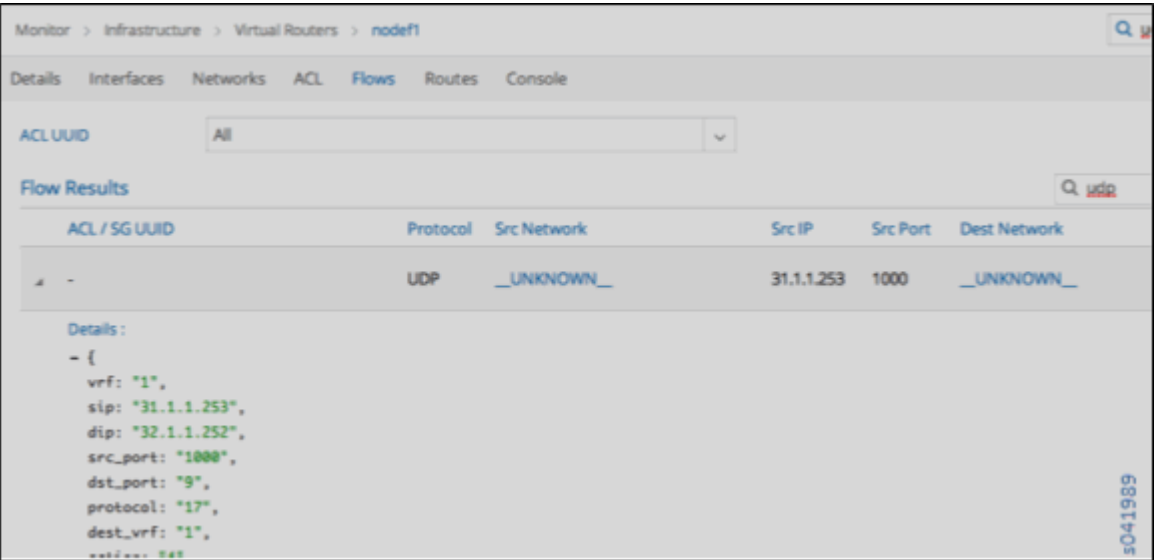 Monitor > Infrastructure > Virtual Routers > nodef1
Details Interfaces Networks ACL Flows Routes Console
ACL UUID All
Flow Results udp
ACL / SG UUID Protocol Src Network Src IP Src Port Dest Network
- UDP __UNKNOWN__ 31.1.1.253 1000 __UNKNOWN__
Details :
- {
vrf: "1",
sip: "31.1.1.253",
dip: "32.1.1.252",
src_port: "1000",
dst_port: "9",
protocol: "17",
dest_vrf: "1",
s041989